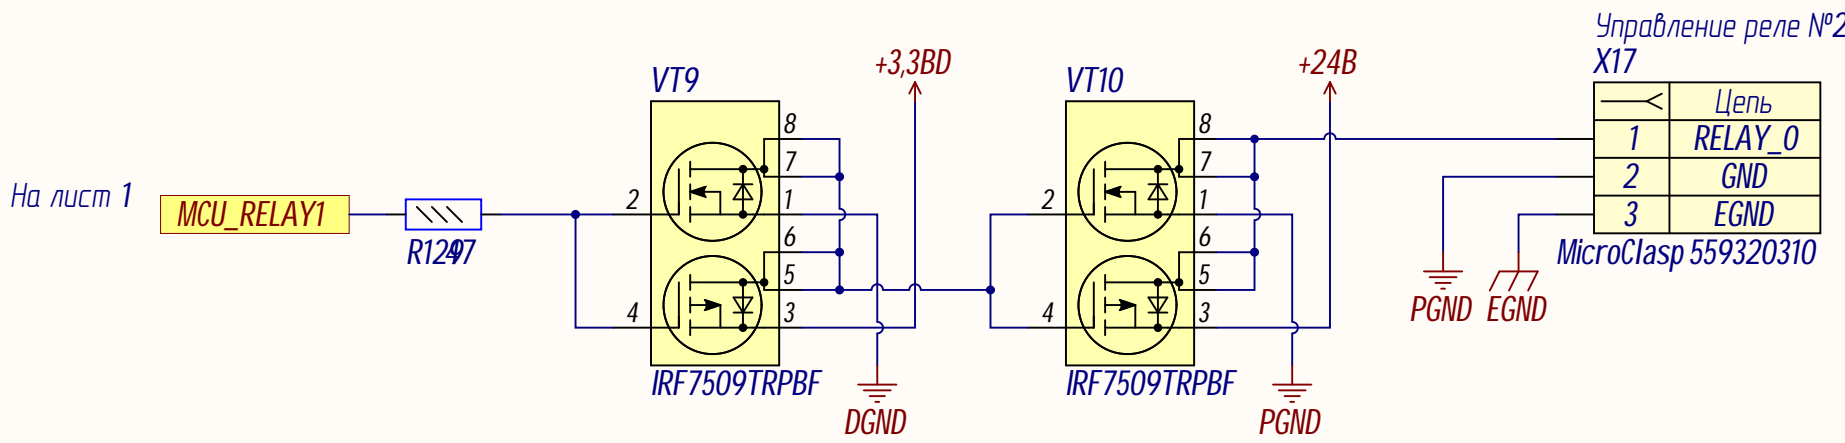 Управление реле №2
X17
Цепь
1 RELAY_0
2 GND
3 EGND
MicroClasp 559320310
PGND EGND
+3,3BD
+24В
VT9
8
7
2
1
6
5
4
3
IRF7509TRPBF
DGND
VT10
8
7
2
1
6
5
4
3
IRF7509TRPBF
PGND
На лист 1
MCU_RELAY1